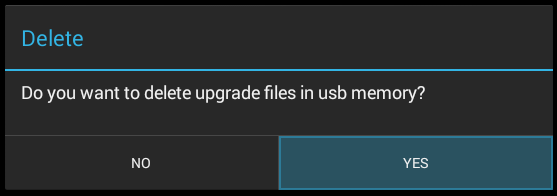 Delete
Do you want to delete upgrade files in usb memory?
NO
YES